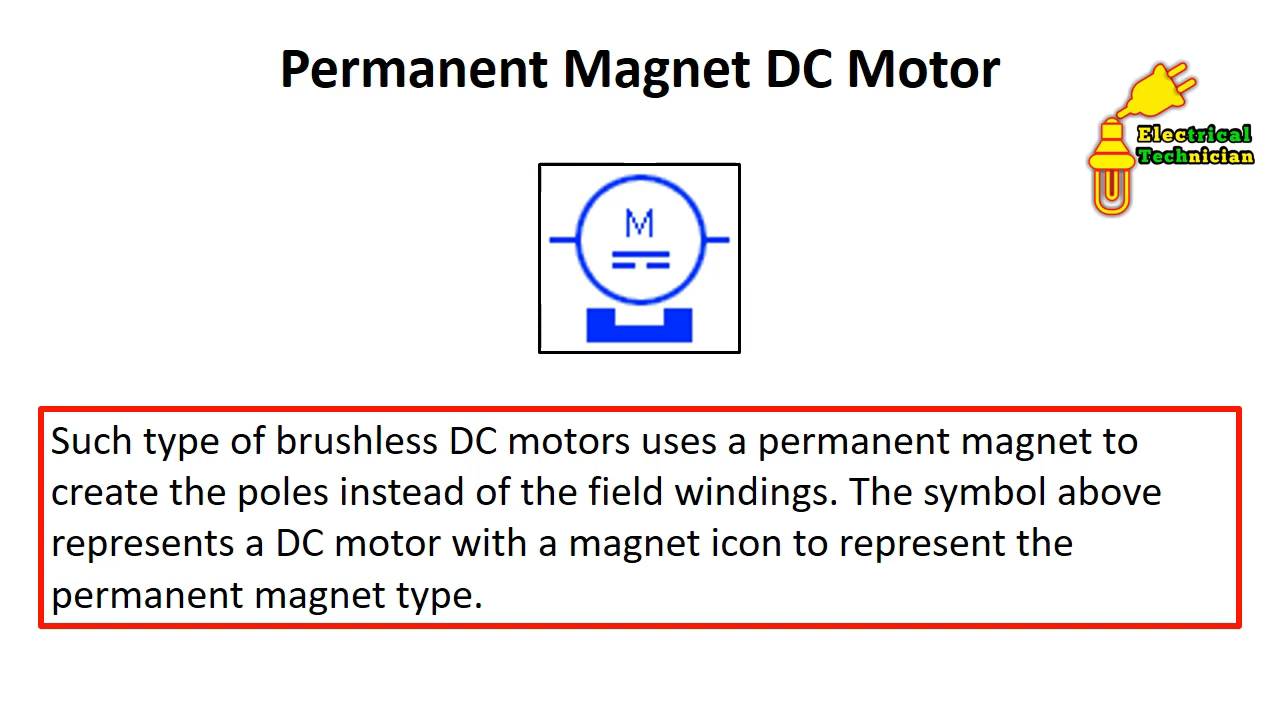 Permanent Magnet DC Motor
Electrical
Technician
M
Such type of brushless DC motors uses a permanent magnet to
create the poles instead of the field windings. The symbol above
represents a DC motor with a magnet icon to represent the
permanent magnet type.